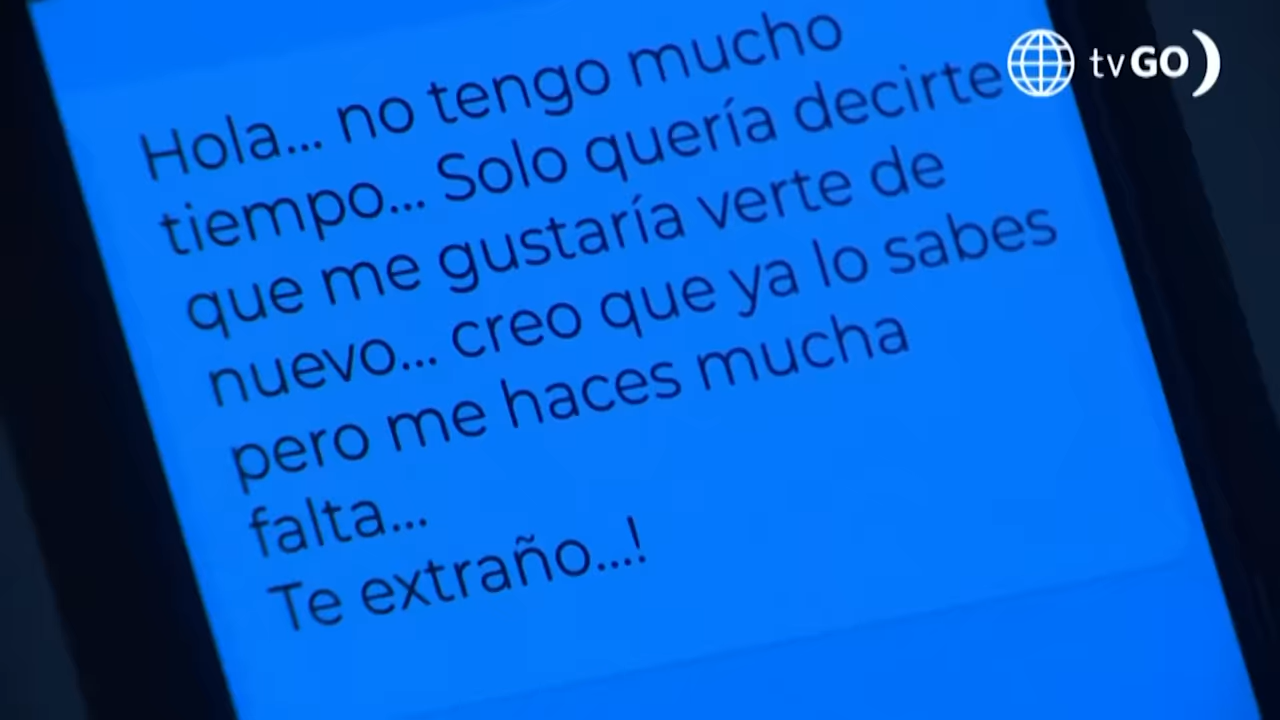 tvGO
Hola... no tengo mucho
tiempo... Solo quería decirte
que me gustaría verte de
nuevo... creo que ya lo sabes
pero me haces mucha
falta...
Te extraño...!